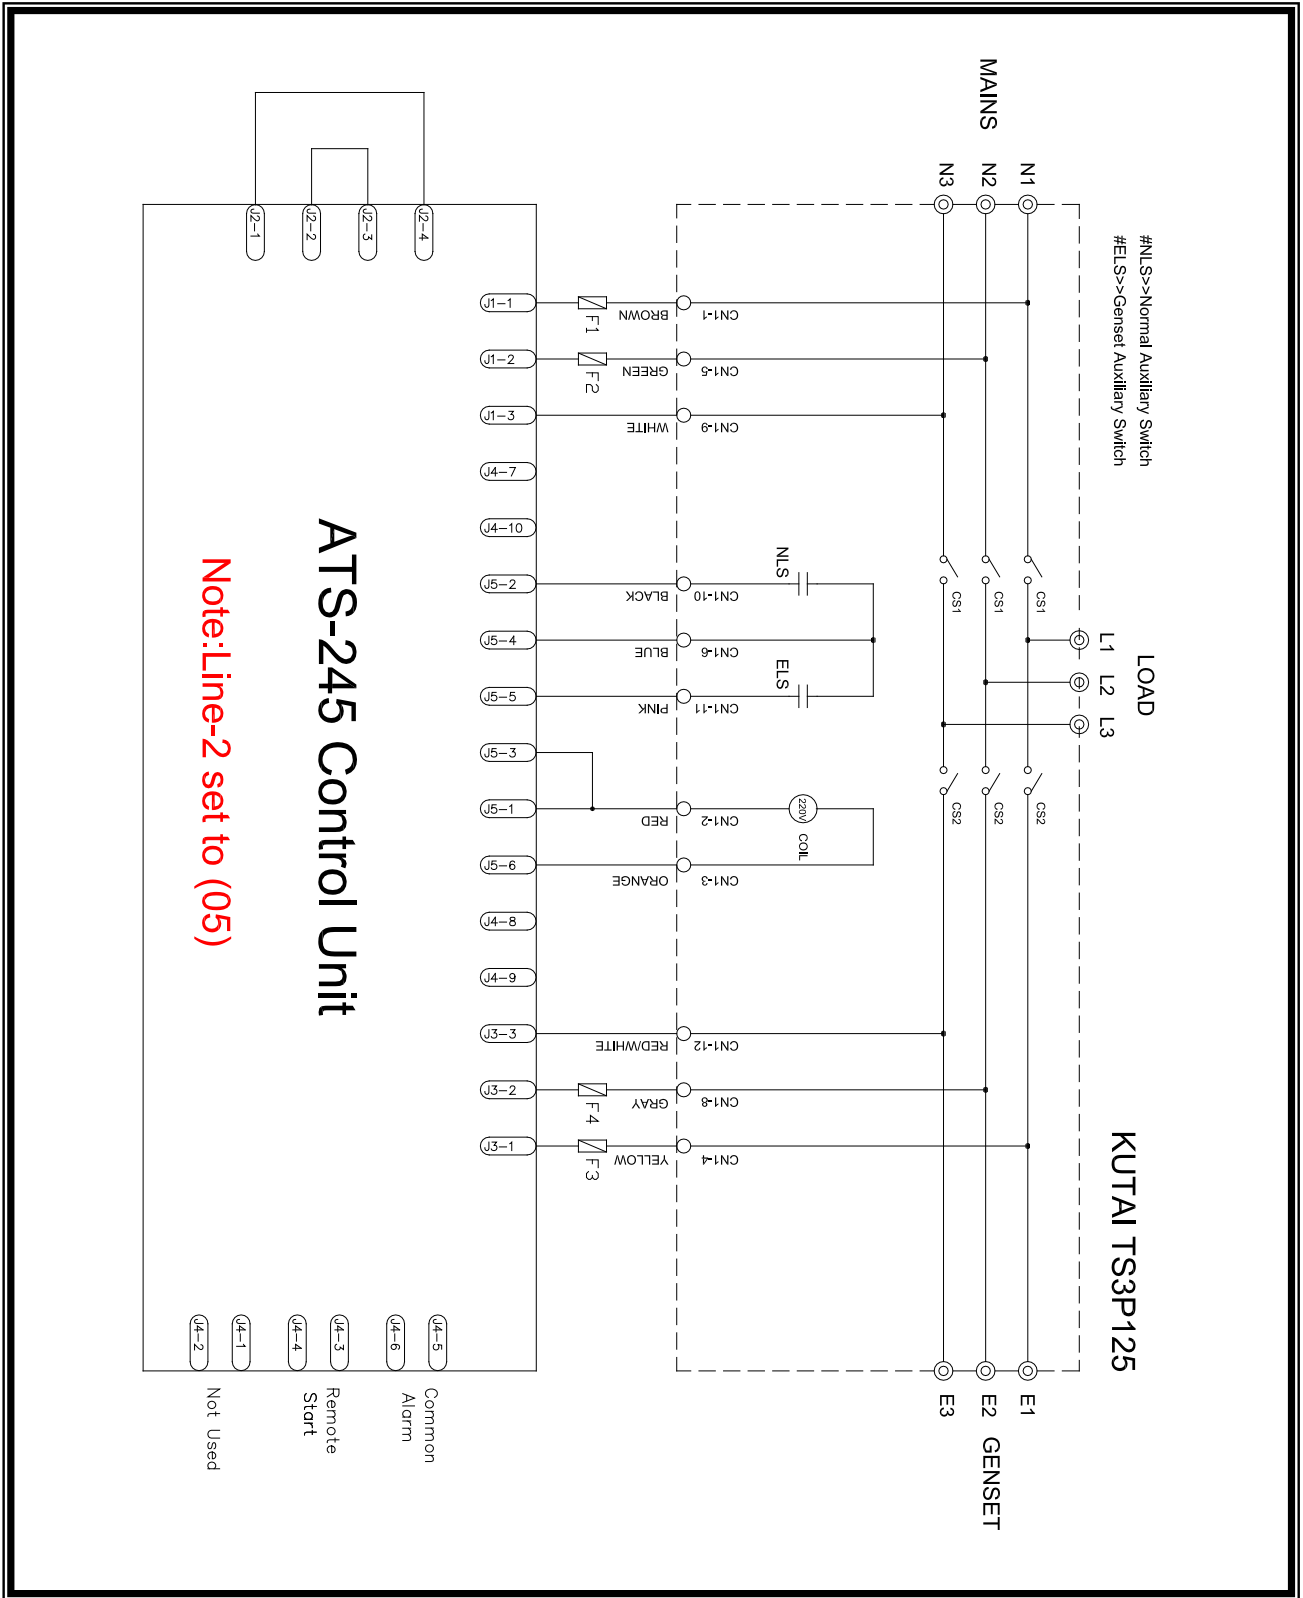 KUTAI TS3P125
#NLS>>Normal Auxiliary Switch
#ELS>>Genset Auxiliary Switch
LOAD
L1
L2
L3
MAINS
N1
N2
N3
CS1
CS1
CS1
CS2
CS2
CS2
E1
E2
E3
GENSET
NLS
ELS
220V
COIL
CN1-1
CN1-5
CN1-9
CN1-10
CN1-6
CN1-11
CN1-2
CN1-3
CN1-12
CN1-8
CN1-4
BROWN
GREEN
WHITE
BLACK
BLUE
PINK
RED
ORANGE
RED/WHITE
GRAY
YELLOW
F1
F2
F4
F3
J1-1
J1-2
J1-3
J4-7
J4-10
J5-2
J5-4
J5-5
J5-3
J5-1
J5-6
J4-8
J4-9
J3-3
J3-2
J3-1
J2-4
J2-3
J2-2
J2-1
ATS-245 Control Unit
Note:Line-2 set to (05)
J4-5
J4-6
J4-3
J4-4
J4-1
J4-2
Common
Alarm
Remote
Start
Not Used